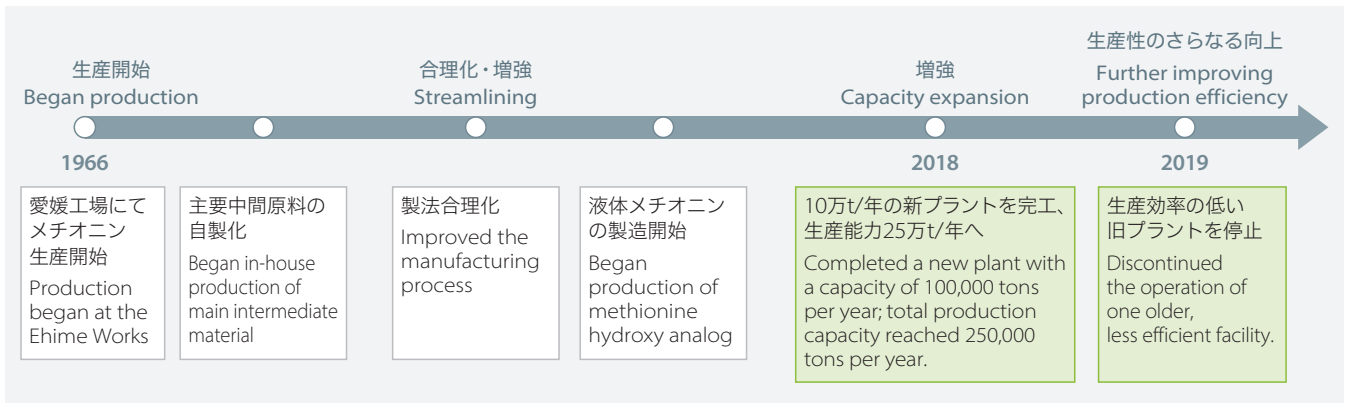 生産開始
Began production
合理化・増強
Streamlining
増強
Capacity expansion
生産性のさらなる向上
Further improving
production efficiency
1966
2018
2019
愛媛工場にて
メチオニン
生産開始
Production
began at the
Ehime Works
主要中間原料の
自製化
Began in-house
production of
main intermediate
material
製法合理化
Improved the
manufacturing
process
液体メチオニン
の製造開始
Began
production of
methionine
hydroxy analog
10万t/年の新プラントを完工、
生産能力25万t/年へ
Completed a new plant with
a capacity of 100,000 tons
per year; total production
capacity reached 250,000
tons per year.
生産効率の低い
旧プラントを停止
Discontinued
the operation of
one older,
less efficient facility.